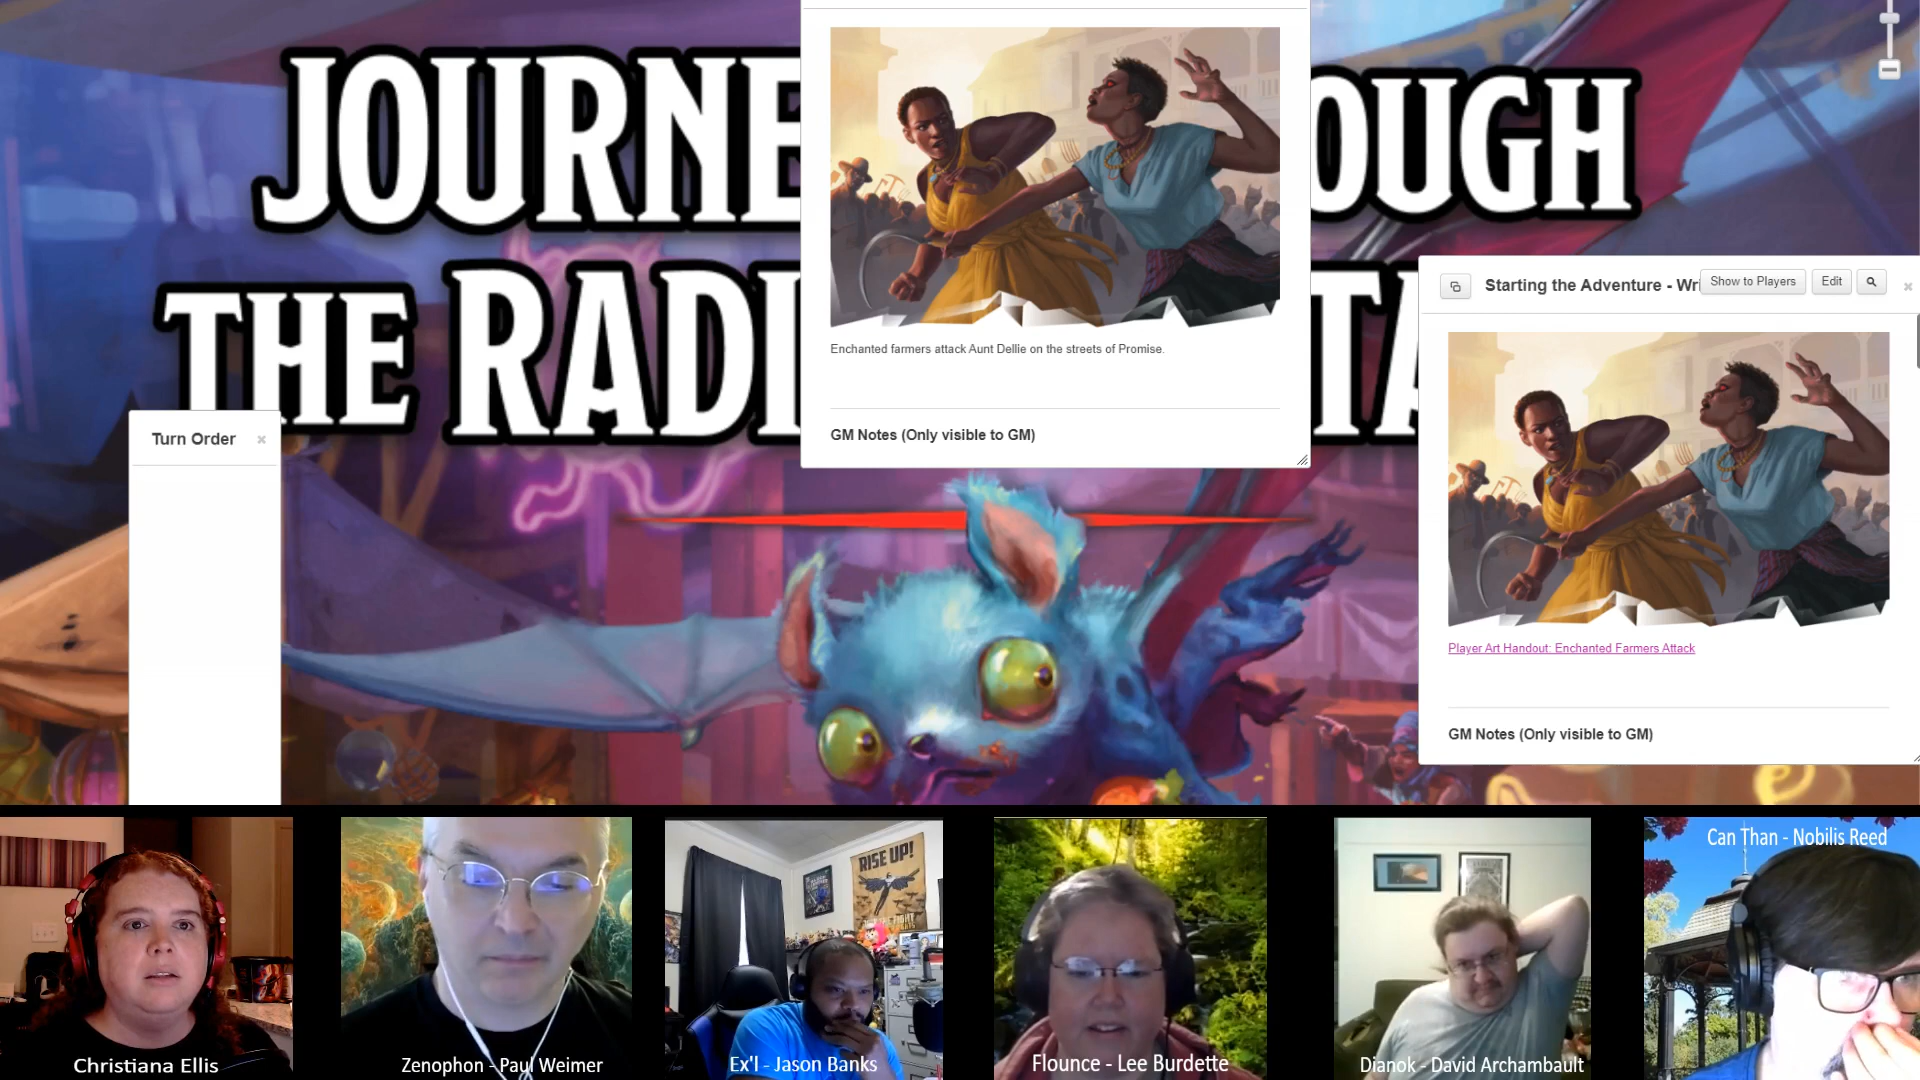 JOURNE
OUGH
THE RADI
TA
Enchanted farmers attack Aunt Dellie on the streets of Promise.
GM Notes (Only visible to GM)
Starting the Adventure - Wri
Show to Players
Edit
Player Art Handout: Enchanted Farmers Attack
GM Notes (Only visible to GM)
Turn Order
RISE UP!
Christiana Ellis
Zenophon - Paul Weimer
Ex'l - Jason Banks
Flounce - Lee Burdette
Dianok - David Archambault
Can Than - Nobilis Reed